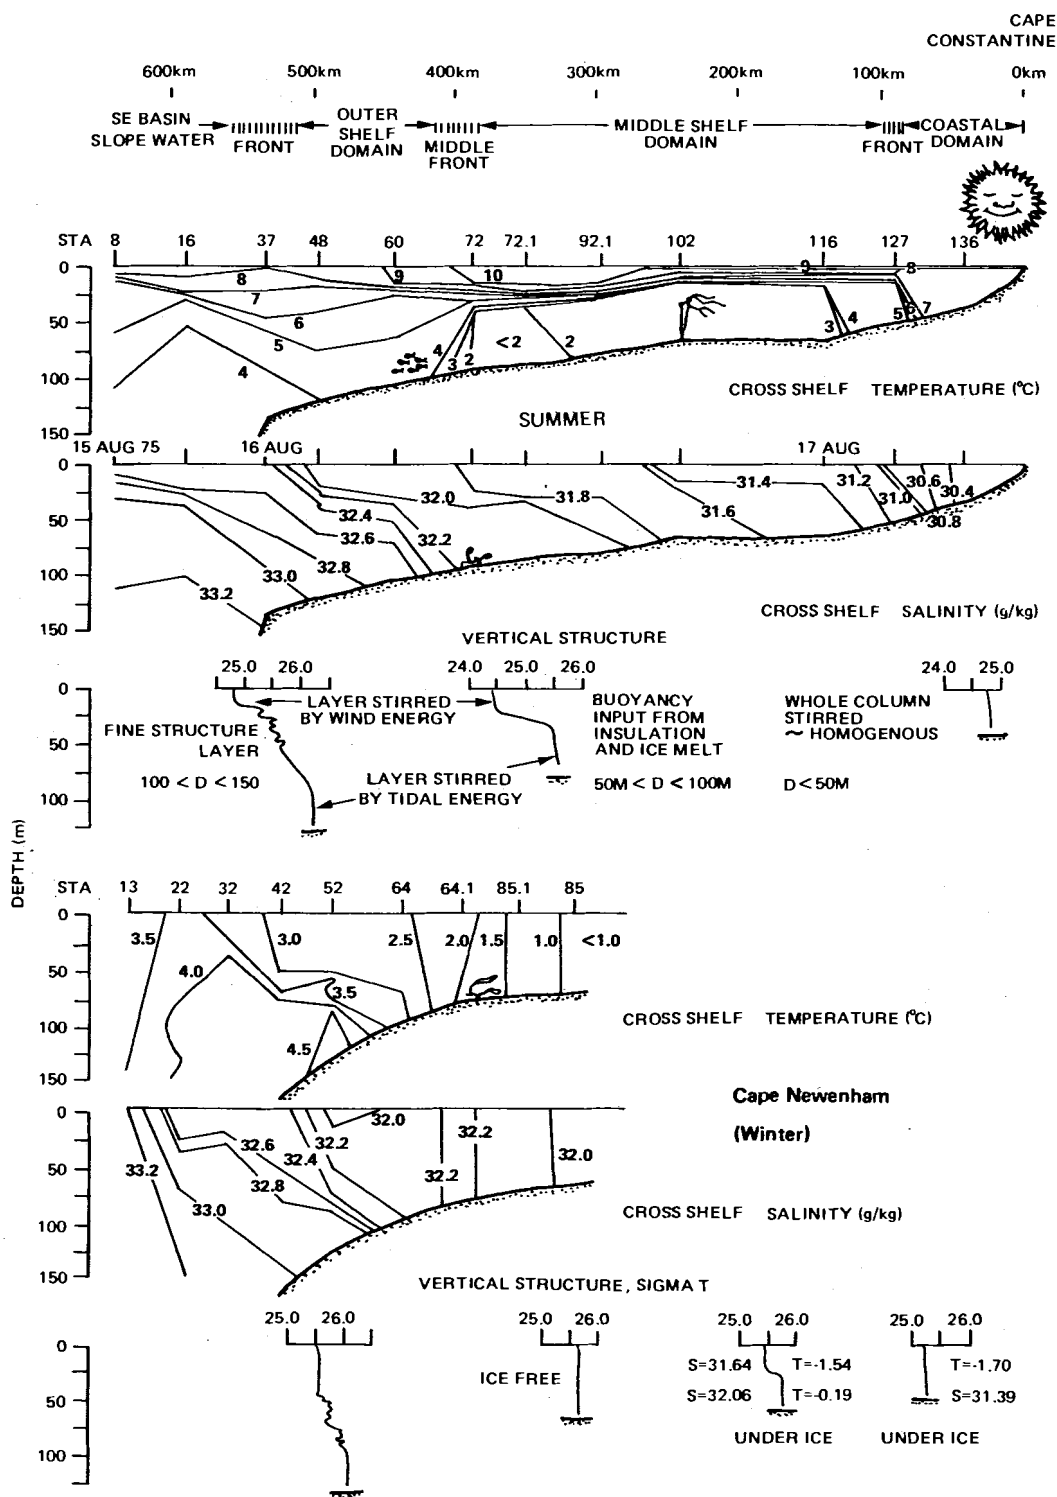 CAPE
CONSTANTINE
600km 500km 400km 300km 200km 100km 0km
SE BASIN
SLOPE WATER
FRONT
OUTER
SHELF
DOMAIN
MIDDLE
FRONT
MIDDLE SHELF
DOMAIN
FRONT
COASTAL
DOMAIN
STA 8 16 37 48 60 72 72.1 92.1 102 116 127 136
0
50
100
150
8 9 10 9 8
7
6
5
4
4 3 2 <2 2
3 4 5 6 7
CROSS SHELF TEMPERATURE (°C)
SUMMER
15 AUG 75 16 AUG 17 AUG
0
50
100
150
32.0 31.8 31.4 31.2 30.6
31.0 30.4
32.4 31.6 30.8
32.6 32.2
33.0 32.8
33.2
CROSS SHELF SALINITY (g/kg)
VERTICAL STRUCTURE
25.0 26.0
24.0 25.0 26.0
24.0 25.0
0
50
100
LAYER STIRRED
BY WIND ENERGY
FINE STRUCTURE
LAYER
100 < D < 150
LAYER STIRRED
BY TIDAL ENERGY
BUOYANCY
INPUT FROM
INSULATION
AND ICE MELT
50M < D < 100M
WHOLE COLUMN
STIRRED
~ HOMOGENOUS
D < 50M
DEPTH (m)
STA 13 22 32 42 52 64 64.1 85.1 85
0
50
100
150
3.5 3.0 2.5 2.0 1.5 1.0 <1.0
4.0
3.5
4.5
CROSS SHELF TEMPERATURE (°C)
Cape Newenham
(Winter)
0
50
100
150
32.0
32.6 32.2 32.2
33.2 32.4 32.2 32.0
32.8
33.0
CROSS SHELF SALINITY (g/kg)
VERTICAL STRUCTURE, SIGMA T
25.0 26.0
25.0 26.0
25.0 26.0
25.0 26.0
0
50
100
ICE FREE
S=31.64 T=-1.54
S=32.06 T=-0.19
UNDER ICE
T=-1.70
S=31.39
UNDER ICE